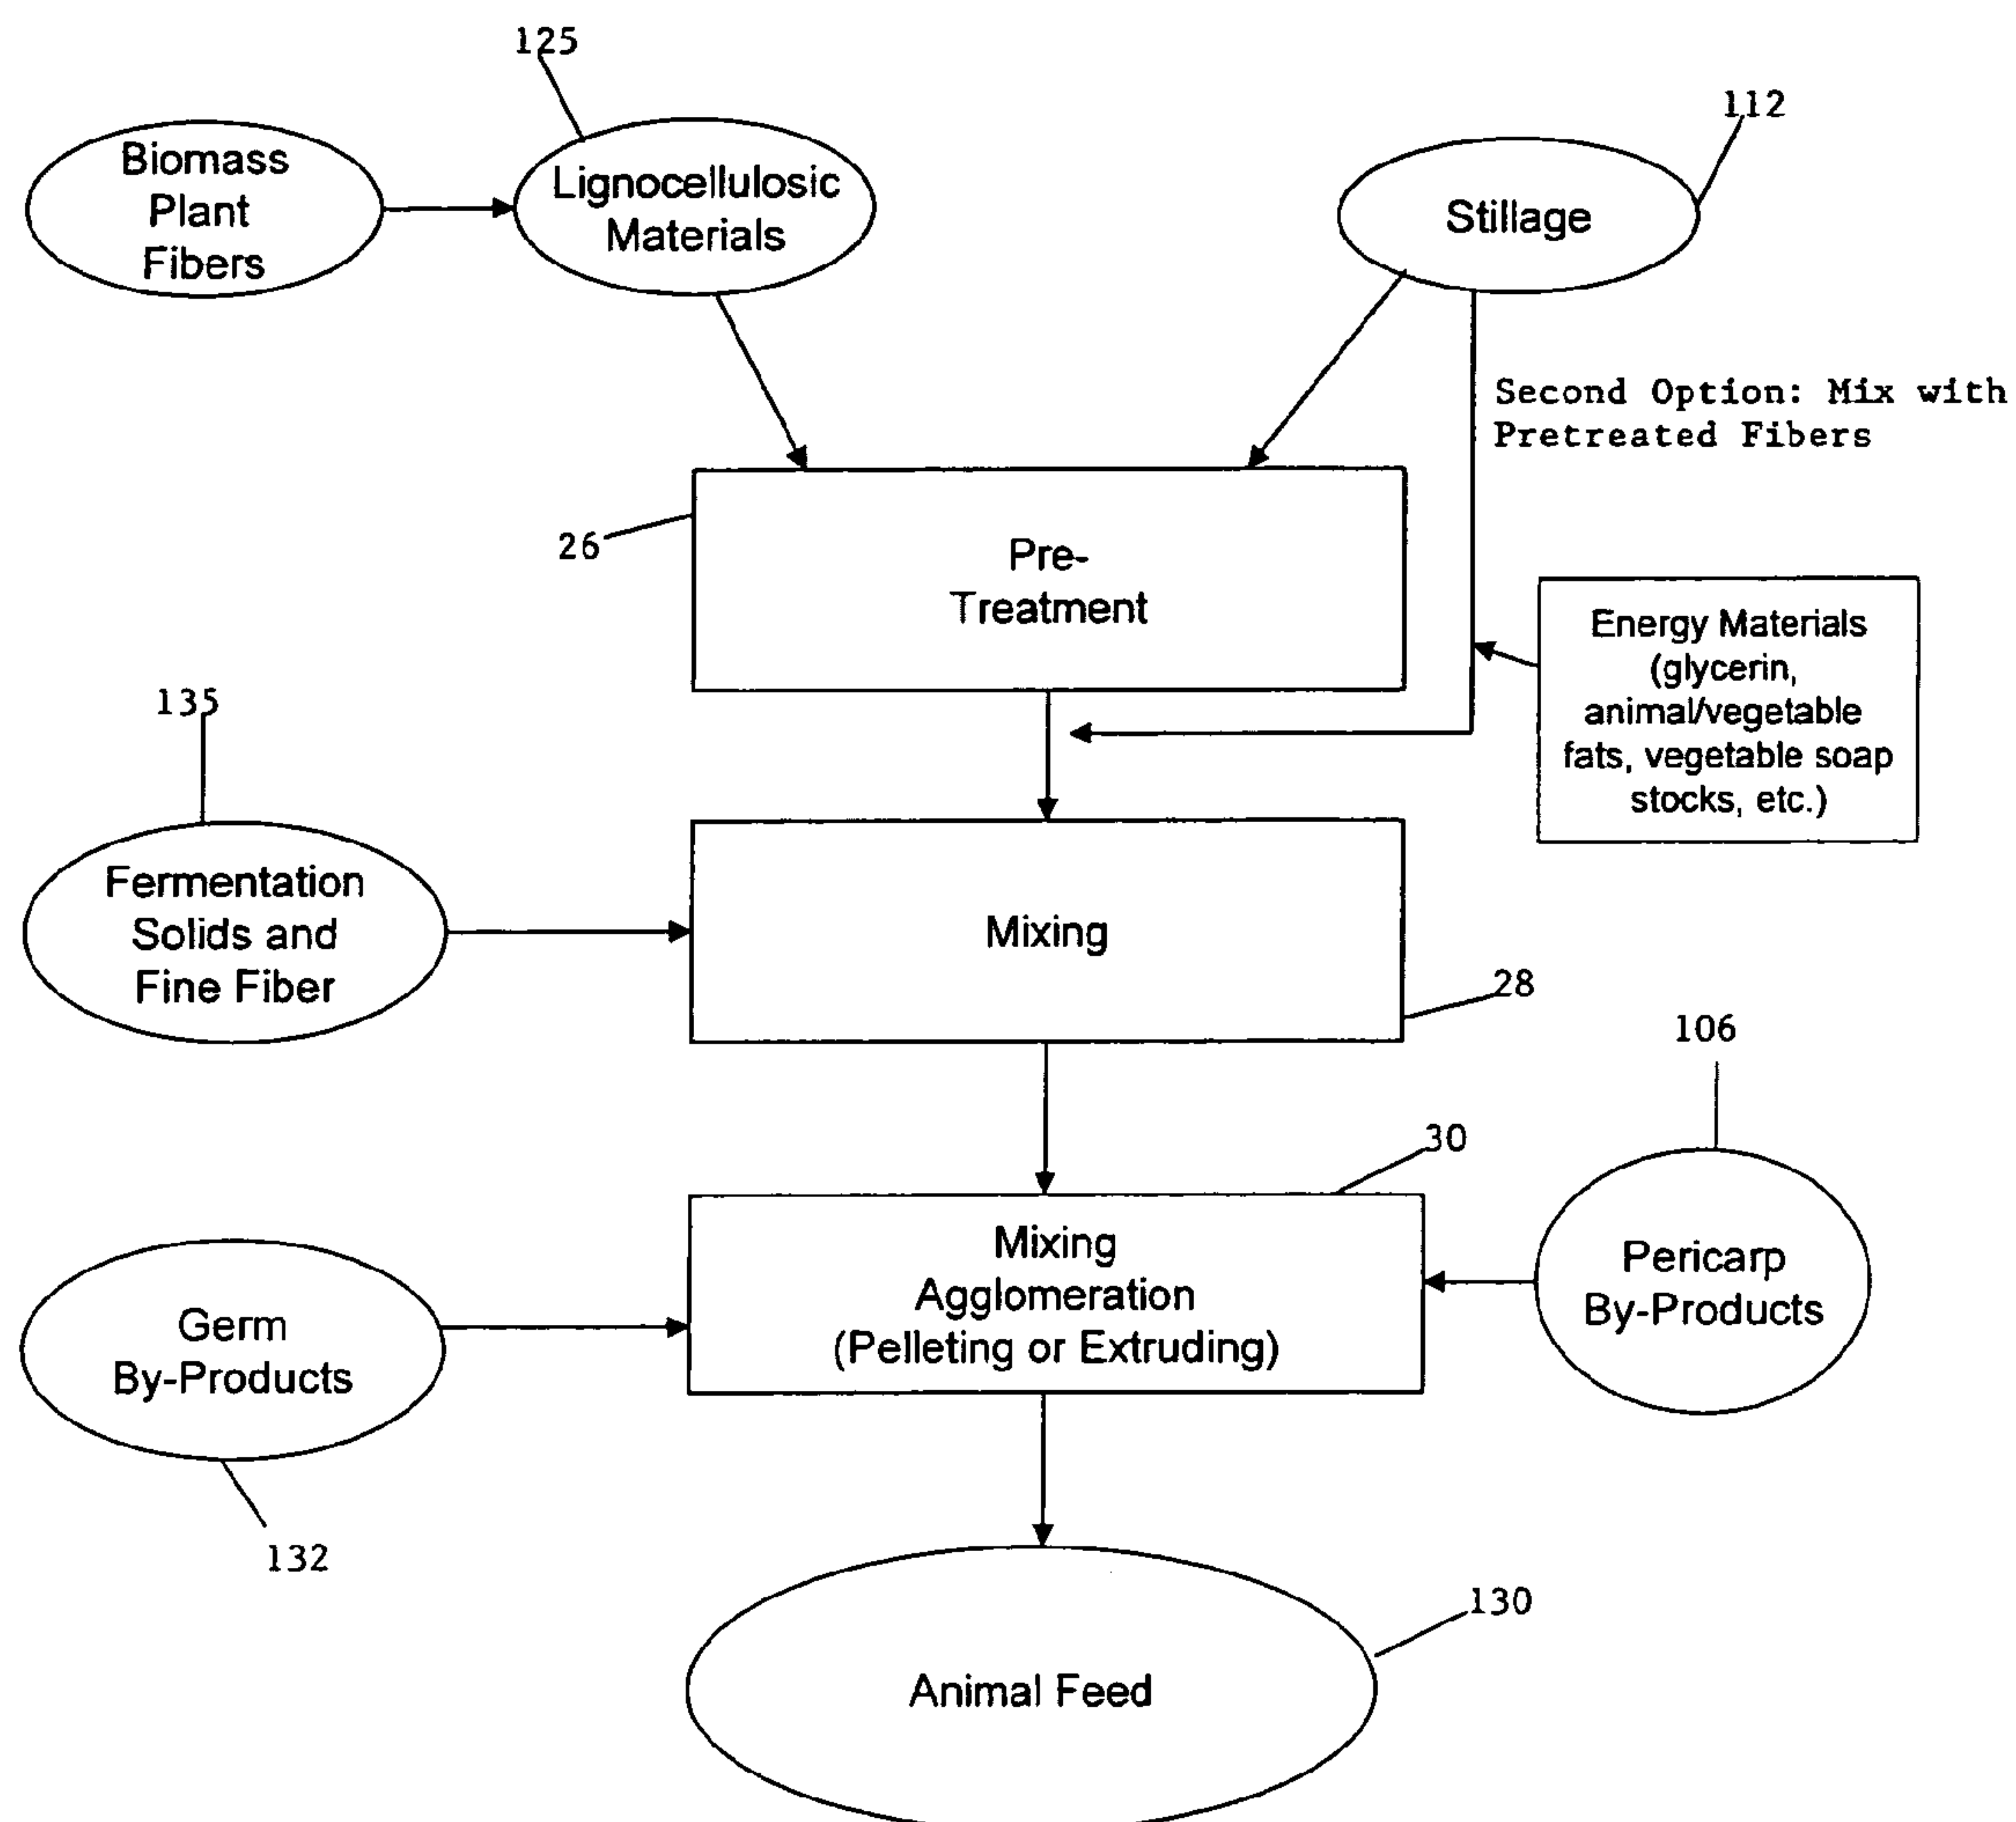 125
112
Biomass
Plant
Fibers
Lignocellulosic
Materials
Stillage
Second Option: Mix with
Pretreated Fibers
26
Pre-
Treatment
Energy Materials
(glycerin,
animal/vegetable
fats, vegetable soap
stocks, etc.)
135
Fermentation
Solids and
Fine Fiber
Mixing
28
106
30
Mixing
Agglomeration
(Pelleting or Extruding)
Pericarp
By-Products
Germ
By-Products
132
130
Animal Feed